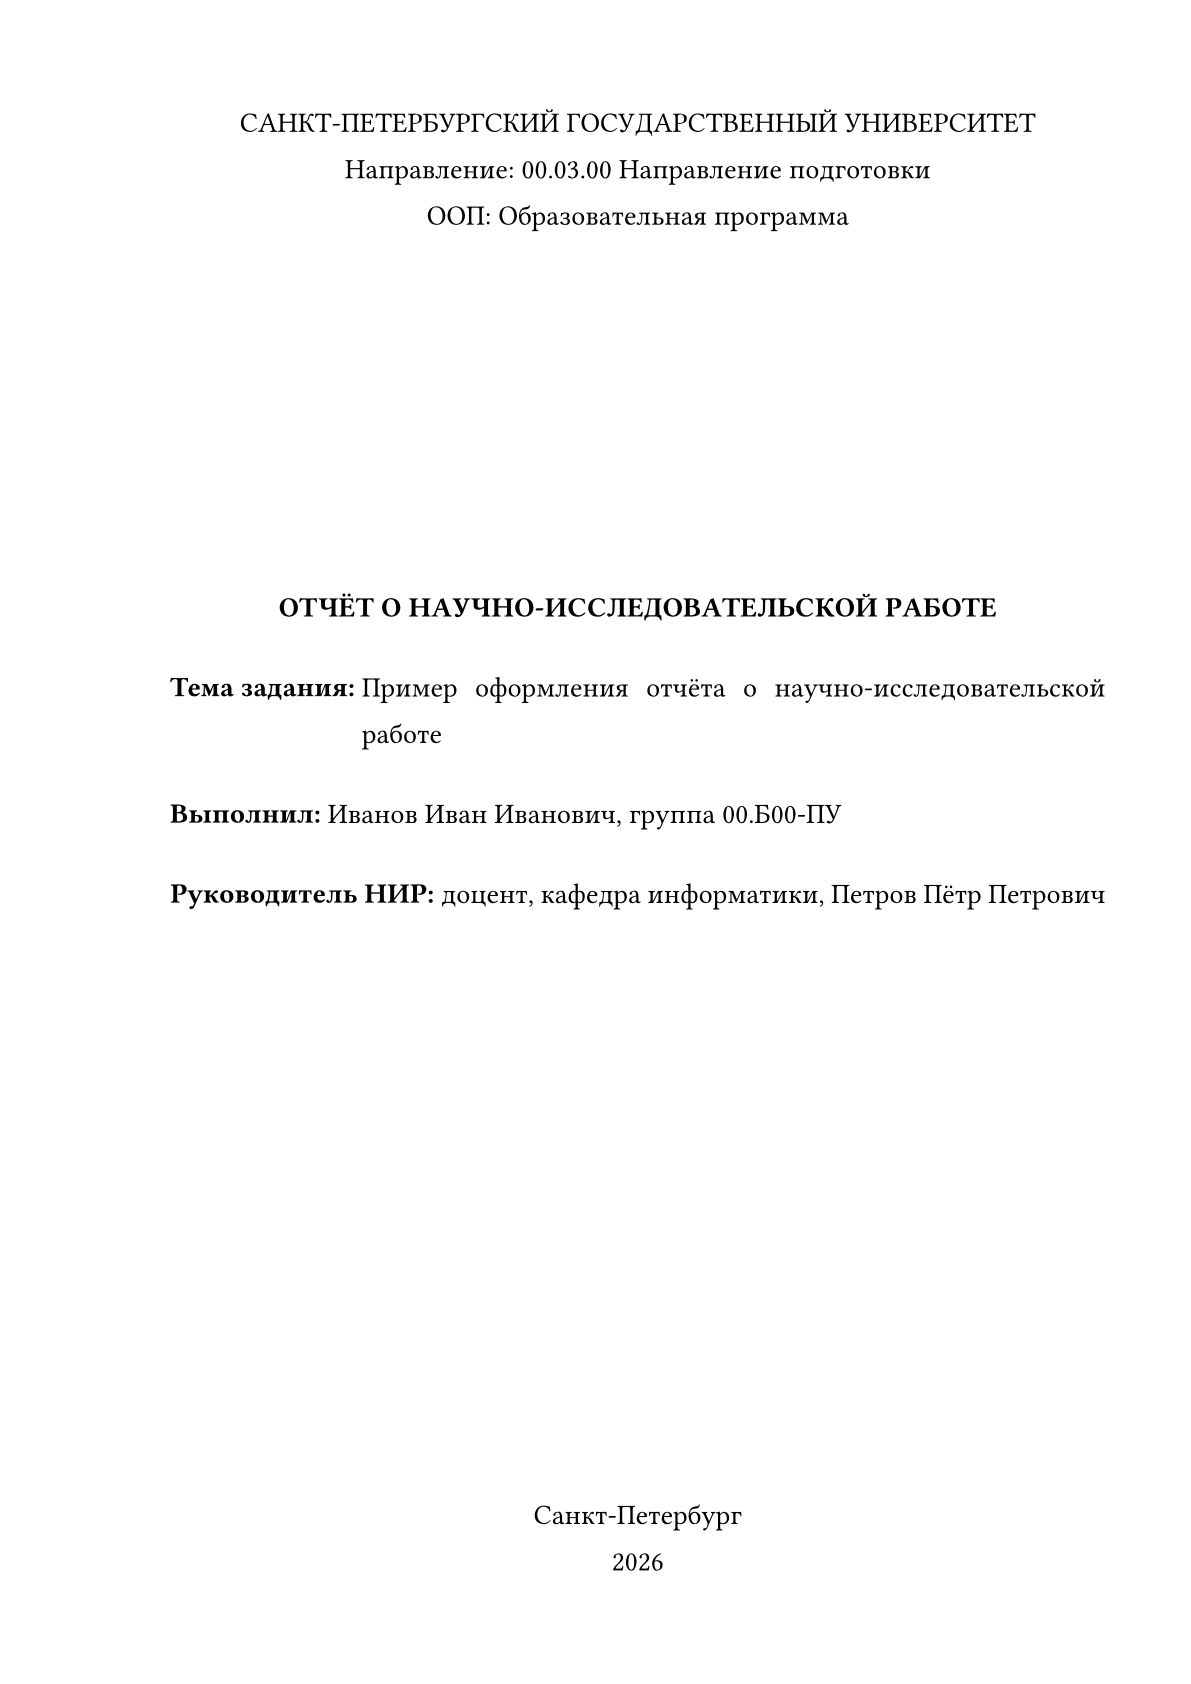 САНКТ-ПЕТЕРБУРГСКИЙ ГОСУДАРСТВЕННЫЙ УНИВЕРСИТЕТ
Направление: 00.03.00 Направление подготовки
ООП: Образовательная программа
ОТЧЁТ О НАУЧНО-ИССЛЕДОВАТЕЛЬСКОЙ РАБОТЕ
Тема задания: Пример оформления отчёта о научно-исследовательской
работе
Выполнил: Иванов Иван Иванович, группа 00.Б00-ПУ
Руководитель НИР: доцент, кафедра информатики, Петров Пётр Петрович
Санкт-Петербург
2026